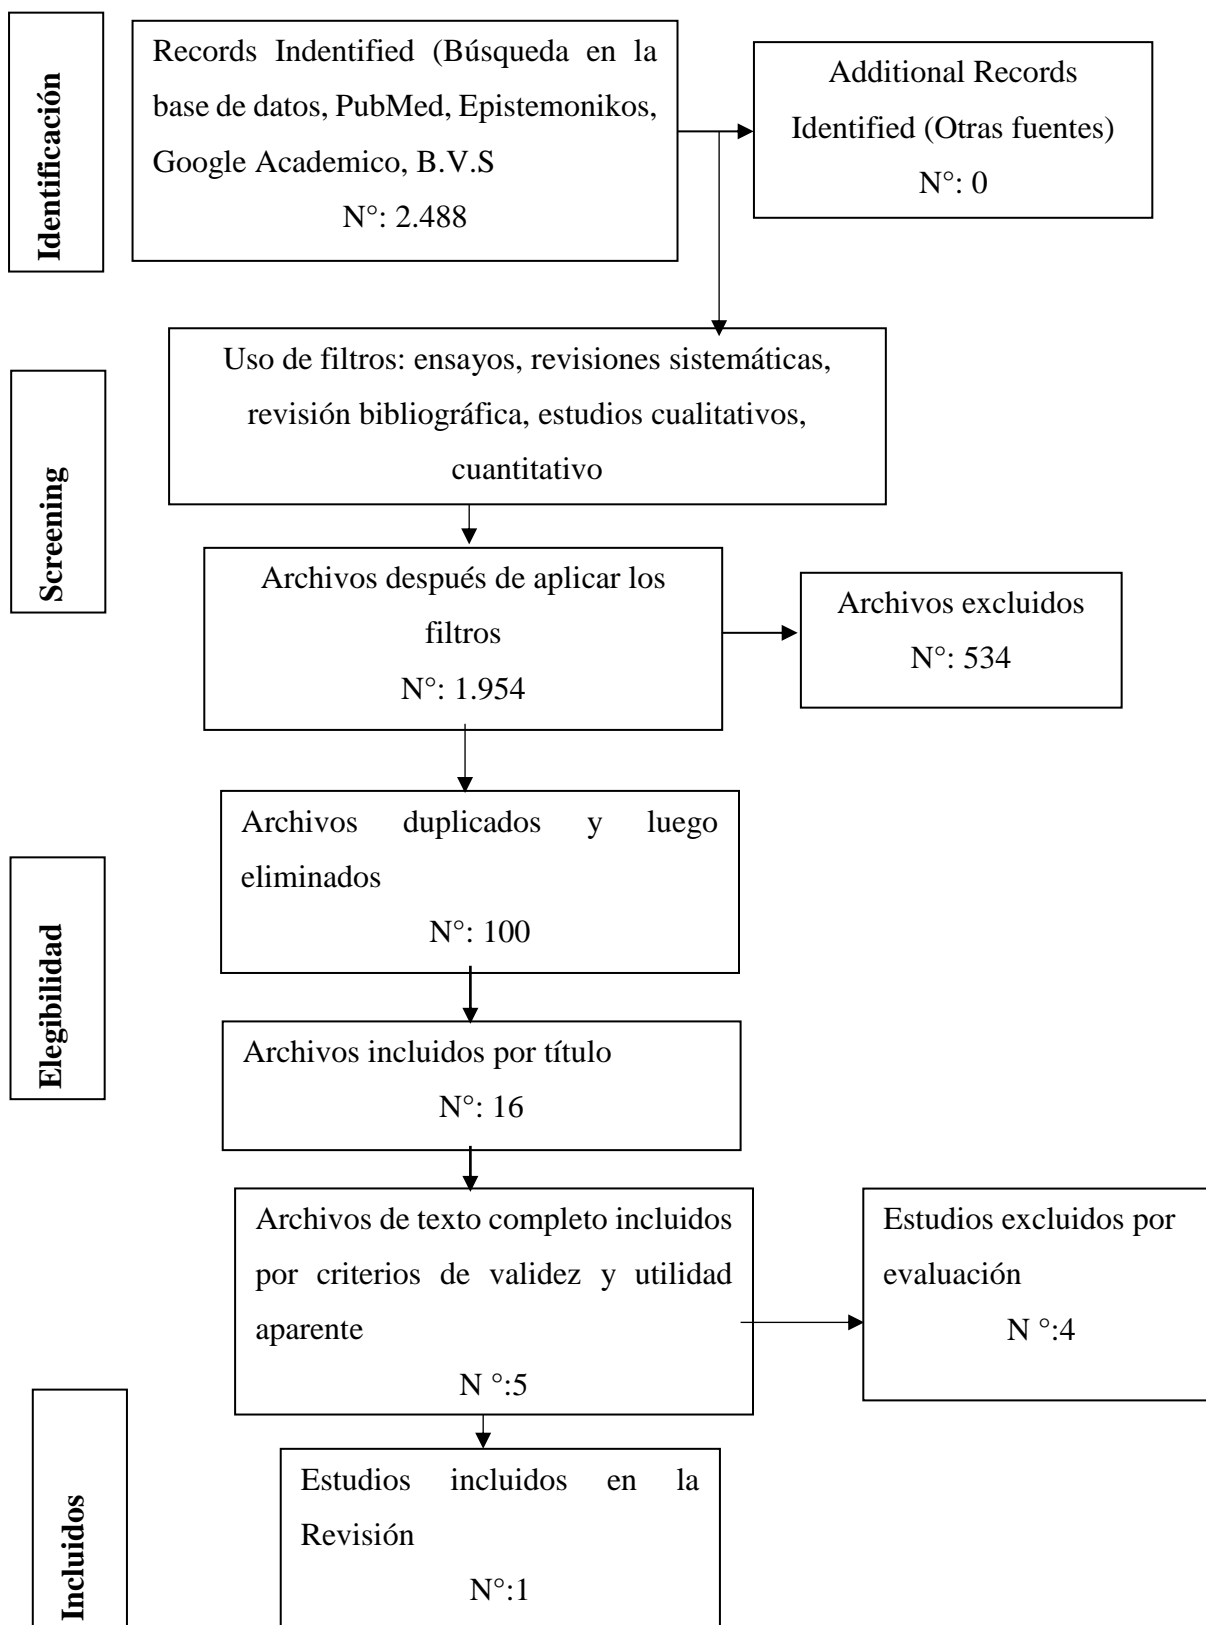 Identificación
Records Indentified (Búsqueda en la
base de datos, PubMed, Epistemonikos,
Google Academico, B.V.S
N°: 2.488
Additional Records
Identified (Otras fuentes)
N°: 0
Screening
Uso de filtros: ensayos, revisiones sistemáticas,
revisión bibliográfica, estudios cualitativos,
cuantitativo
Archivos después de aplicar los
filtros
N°: 1.954
Archivos excluidos
N°: 534
Elegibilidad
Archivos duplicados y luego
eliminados
N°: 100
Archivos incluidos por título
N°: 16
Archivos de texto completo incluidos
por criterios de validez y utilidad
aparente
N °:5
Estudios excluidos por
evaluación
N °:4
Incluidos
Estudios incluidos en la
Revisión
N°:1